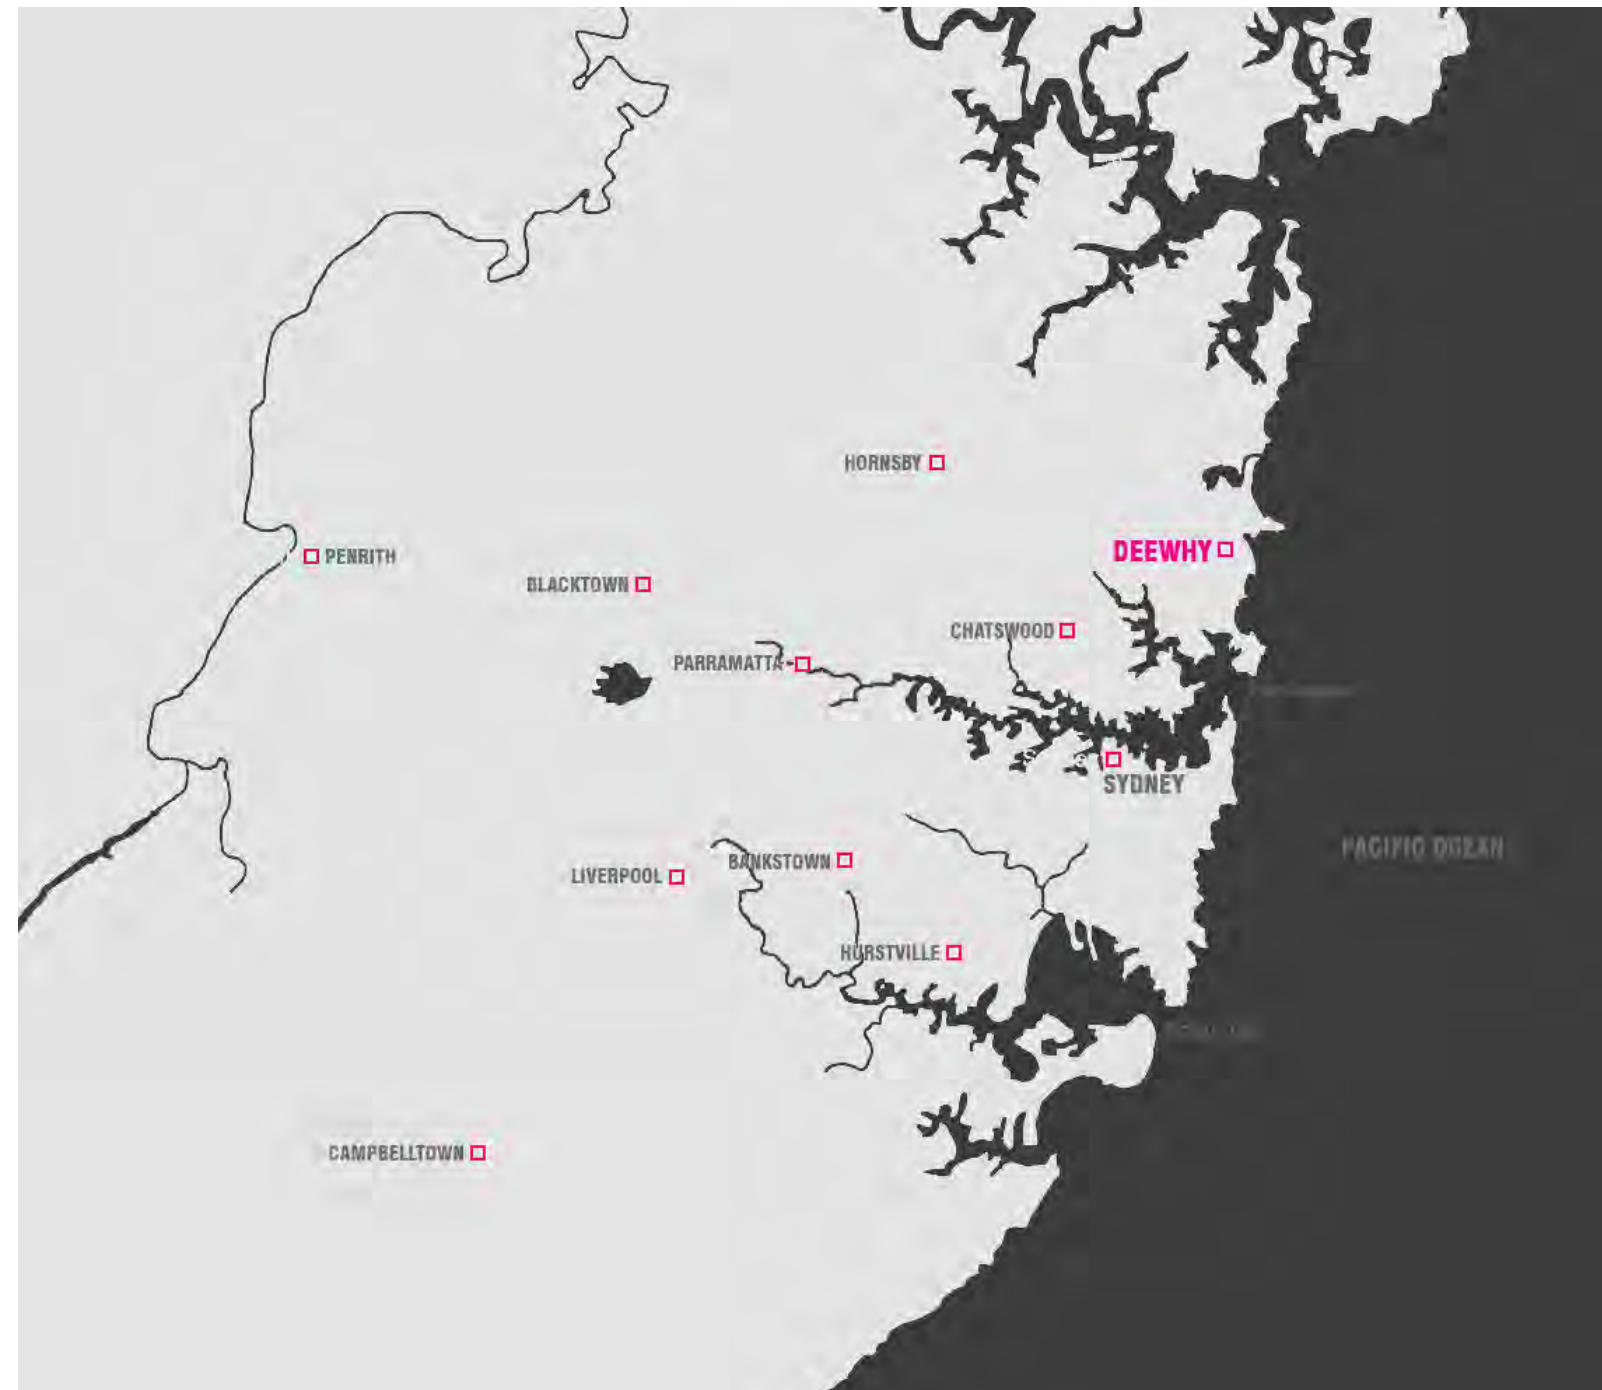 HORNSBY
DEEWHY
PENRITH
BLACKTOWN
CHATSWOOD
PARRAMATTA
SYDNEY
PACIFIC OCEAN
BANKSTOWN
LIVERPOOL
HURSTVILLE
CAMPBELLTOWN